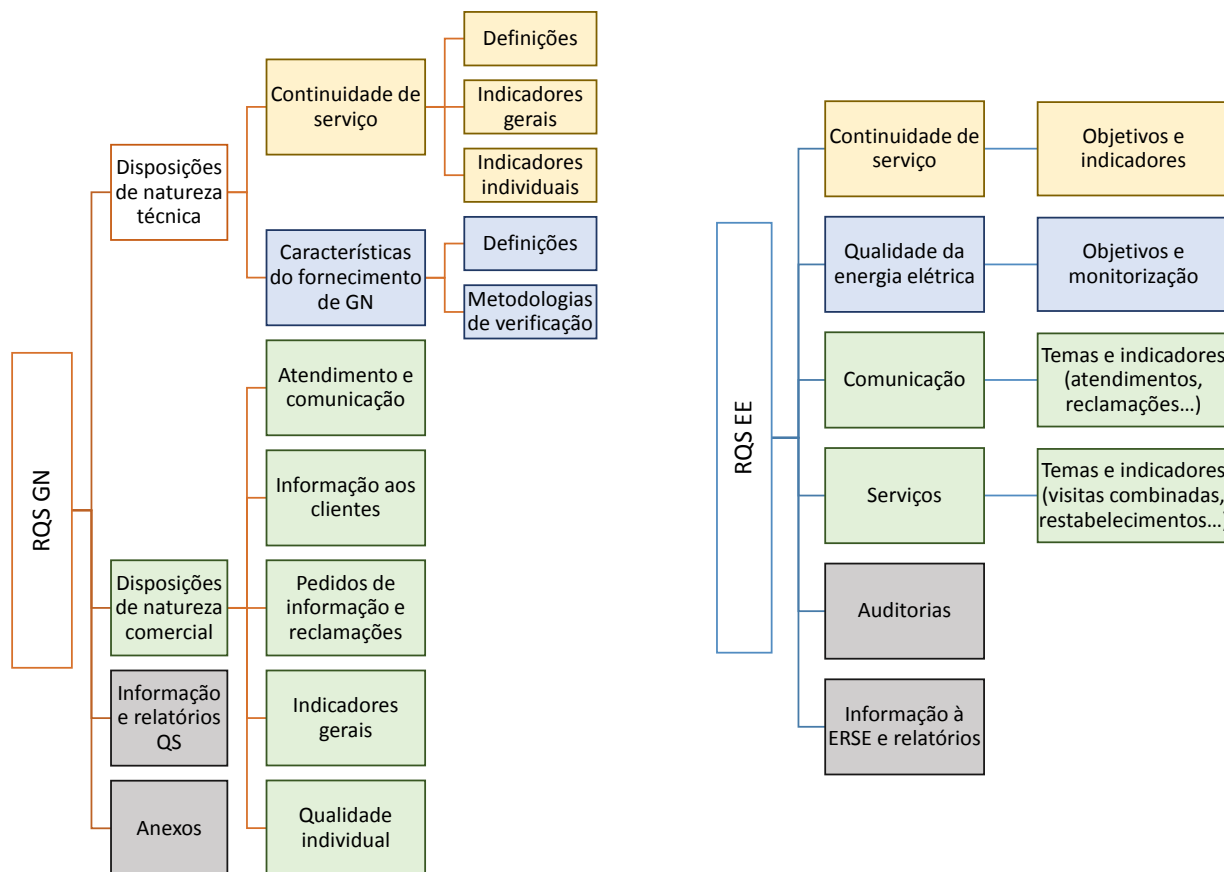 RQS GN
Disposições
de natureza
técnica
Continuidade de
serviço
Definições
Indicadores
gerais
Indicadores
individuais
Características
do fornecimento
de GN
Definições
Metodologias
de verificação
Disposições
de natureza
comercial
Atendimento e
comunicação
Informação aos
clientes
Pedidos de
informação e
reclamações
Indicadores
gerais
Qualidade
individual
Informação
e relatórios
QS
Anexos
RQS EE
Continuidade de
serviço
Objetivos e
indicadores
Qualidade da
energia elétrica
Objetivos e
monitorização
Comunicação
Temas e indicadores
(atendimentos,
reclamações…)
Serviços
Temas e indicadores
(visitas combinadas,
restabelecimentos…)
Auditorias
Informação à
ERSE e relatórios